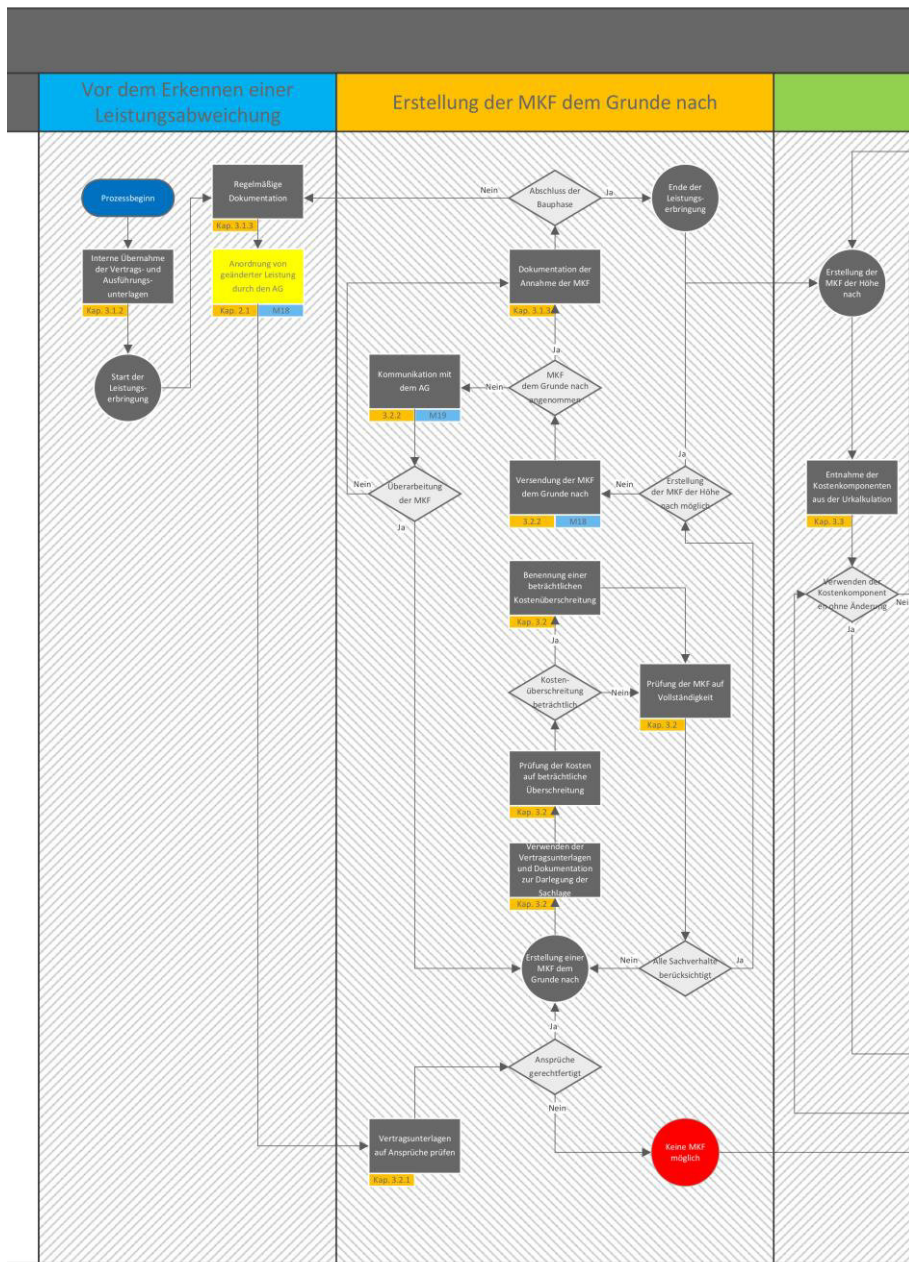 Vor dem Erkennen einer
Leistungsabweichung
Erstellung der MKF dem Grunde nach
Prozessbeginn
Interne Übernahme
der Vertrags- und
Ausführungs-
unterlagen
Kap. 3.1.2
Start der
Leistungs-
erbringung
Regelmäßige
Dokumentation
Kap. 3.1.3
Anordnung von
geänderter Leistung
durch den AG
Kap. 2.1
M18
Nein
Abschluss der
Bauphase
Ja
Ende der
Leistungs-
erbringung
Dokumentation der
Annahme der MKF
Kap. 3.1.3
Ja
Kommunikation mit
dem AG
3.2.2
M19
Nein
MKF
dem Grunde nach
angenommen
Nein
Überarbeitung
der MKF
Ja
Versendung der MKF
dem Grunde nach
3.2.2
M18
Nein
Ja
Erstellung
der MKF der Höhe
nach möglich
Benennung einer
beträchtlichen
Kostenüberschreitung
Kap. 3.2
Ja
Kosten-
überschreitung
beträchtlich
Nein
Prüfung der MKF auf
Vollständigkeit
Kap. 3.2
Prüfung der Kosten
auf beträchtliche
Überschreitung
Kap. 3.2
Verwenden der
Vertragsunterlagen
und Dokumentation
zur Darlegung der
Sachlage
Kap. 3.2
Erstellung einer
MKF dem
Grunde nach
Nein
Alle Sachverhalte
berücksichtigt
Ja
Ja
Ansprüche
gerechtfertigt
Nein
Vertragsunterlagen
auf Ansprüche prüfen
Kap. 3.2.1
Keine MKF
möglich
Erstellung der
MKF der Höhe
nach
Entnahme der
Kostenkomponenten
aus der Urkalkulation
Kap. 3.3
Verwenden der
Kostenkomponent
en ohne Änderung
Nein
Ja